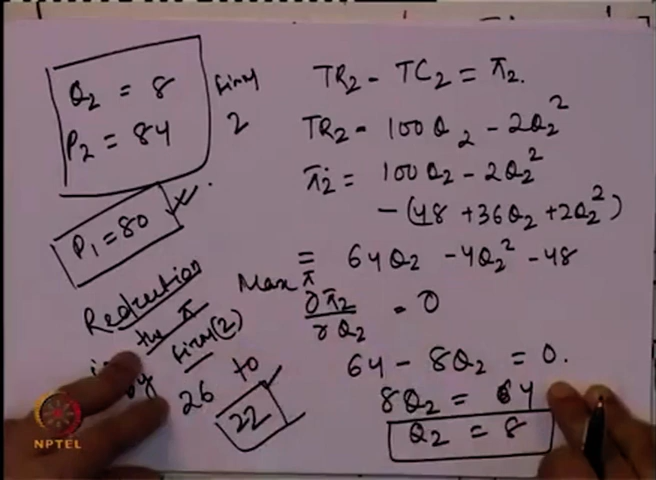 Q2 = 8
P2 = 84
firm
2
P1 = 80
Reduction
the π
by firm(2)
26 to
22
TR2 - TC2 = π2.
TR2 = 100Q2 - 2Q2²
π2 = 100Q2 - 2Q2²
- (48 + 36Q2 + 2Q2²)
= 64Q2 - 4Q2² - 48
Max π
∂π2/∂Q2 = 0
64 - 8Q2 = 0.
8Q2 = 64
Q2 = 8
NPTEL